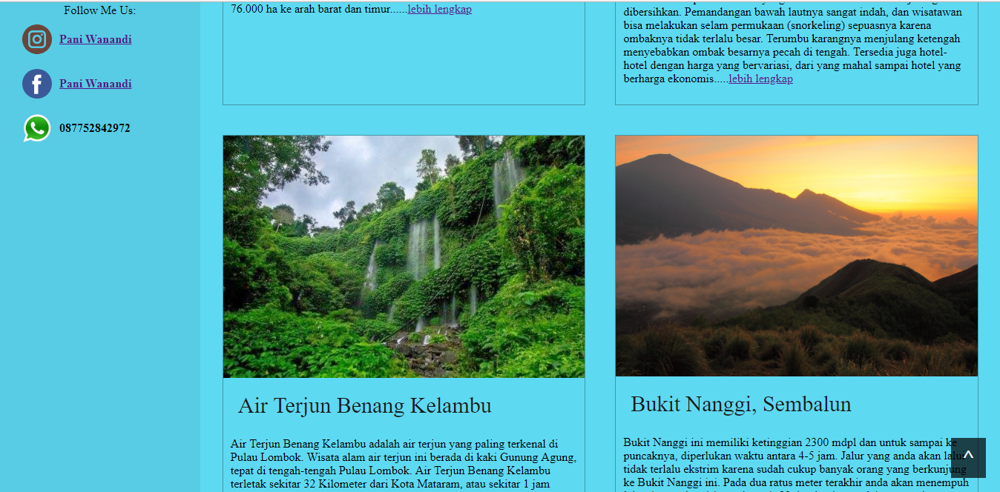 Follow Me Us:
Pani Wanandi
Pani Wanandi
087752842972
76.000 ha ke arah barat dan timur......lebih lengkap
dibersihkan. Pemandangan bawah lautnya sangat indah, dan wisatawan
bisa melakukan selam permukaan (snorkeling) sepuasnya karena
ombaknya tidak terlalu besar. Terumbu karangnya menjulang ketengah
menyebabkan ombak besarnya pecah di tengah. Tersedia juga hotel-
hotel dengan harga yang bervariasi, dari yang mahal sampai hotel yang
berharga ekonomis.....lebih lengkap
Air Terjun Benang Kelambu
Air Terjun Benang Kelambu adalah air terjun yang paling terkenal di
Pulau Lombok. Wisata alam air terjun ini berada di kaki Gunung Agung,
tepat di tengah-tengah Pulau Lombok. Air Terjun Benang Kelambu
terletak sekitar 32 Kilometer dari Kota Mataram, atau sekitar 1 jam
Bukit Nanggi, Sembalun
Bukit Nanggi ini memiliki ketinggian 2300 mdpl dan untuk sampai ke
puncaknya, diperlukan waktu antara 4-5 jam. Jalur yang anda akan lalu
tidak terlalu ekstrim karena sudah cukup banyak orang yang berkunjung
ke Bukit Nanggi ini. Pada dua ratus meter terakhir anda akan menempuh